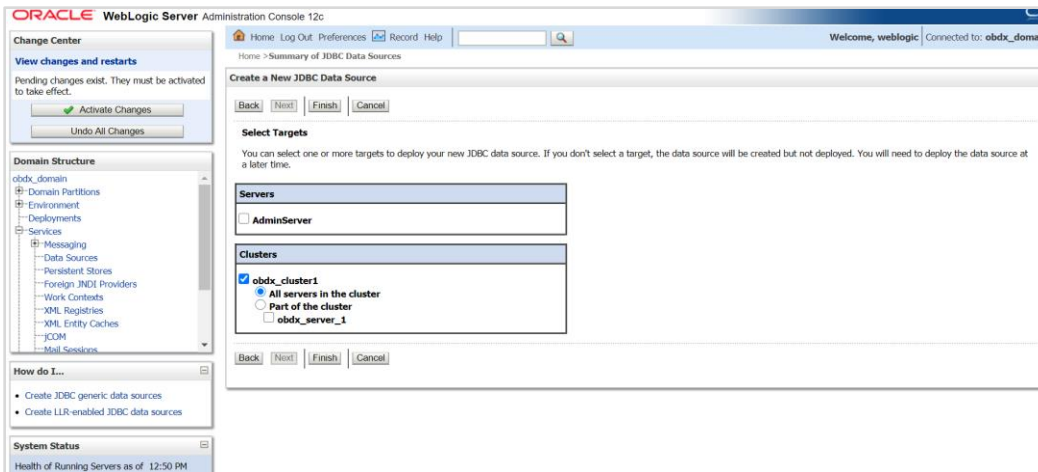 ORACLE WebLogic Server Administration Console 12c
Change Center
View changes and restarts
Pending changes exist. They must be activated
to take effect.
Activate Changes
Undo All Changes
Domain Structure
obdx_domain
Domain Partitions
Environment
Deployments
Services
Messaging
Data Sources
Persistent Stores
Foreign JNDI Providers
Work Contexts
XML Registries
XML Entity Caches
jCOM
Mail Sessions
How do I...
Create JDBC generic data sources
Create LLR-enabled JDBC data sources
System Status
Health of Running Servers as of 12:50 PM
Home Log Out Preferences Record Help
Welcome, weblogic Connected to: obdx_doma
Home >Summary of JDBC Data Sources
Create a New JDBC Data Source
Back Next Finish Cancel
Select Targets
You can select one or more targets to deploy your new JDBC data source. If you don't select a target, the data source will be created but not deployed. You will need to deploy the data source at
a later time.
Servers
AdminServer
Clusters
obdx_cluster1
All servers in the cluster
Part of the cluster
obdx_server_1
Back Next Finish Cancel